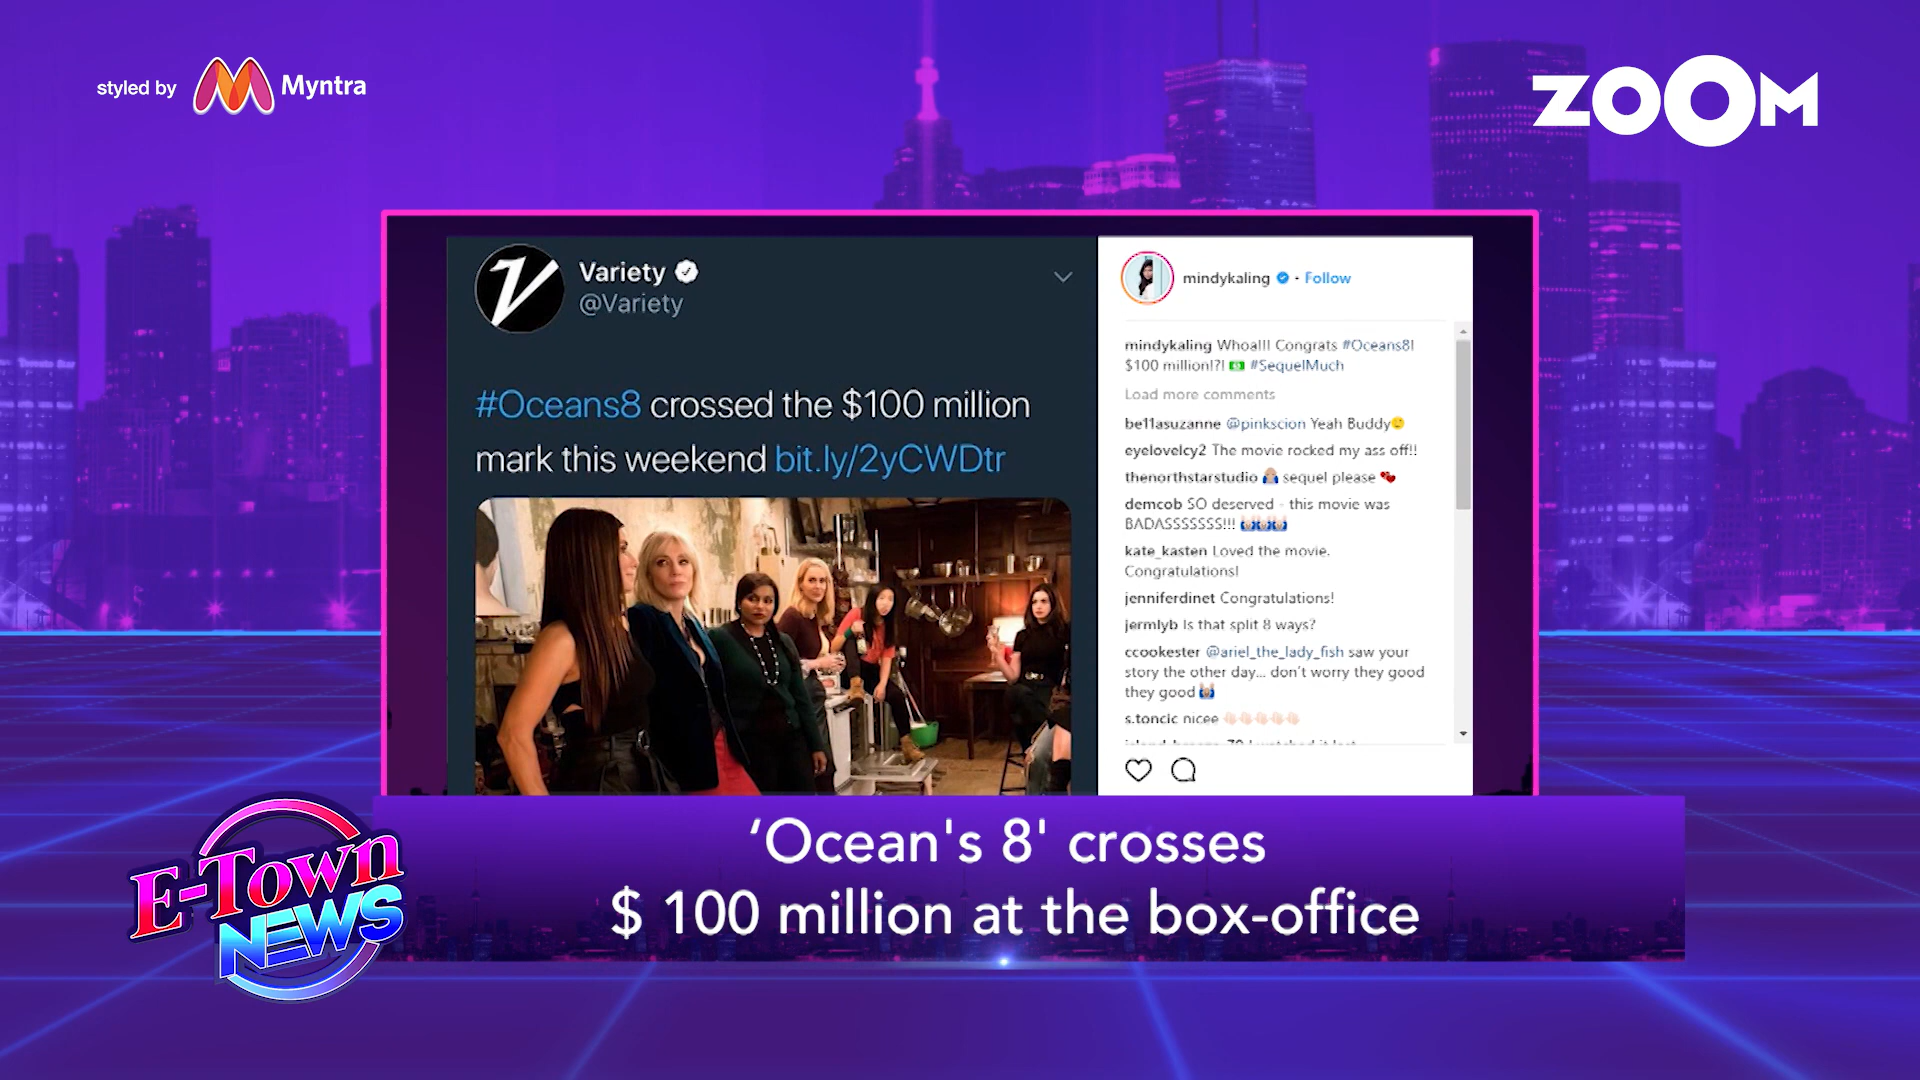 styled by Myntra
ZOOM
Variety
@Variety
#Oceans8 crossed the $100 million
mark this weekend bit.ly/2yCWDtr
mindykaling • Follow
mindykaling Whoa!!! Congrats #Oceans8!
$100 million!?! 💵 #SequelMuch
Load more comments
be11asuzanne @pinkscion Yeah Buddy
eyelovelcy2 The movie rocked my ass off!!
thenorthstarstudio sequel please
demcob SO deserved - this movie was
BADASSSSSSS!!!
kate_kasten Loved the movie.
Congratulations!
jenniferdinet Congratulations!
jermlyb Is that split 8 ways?
ccookester @ariel_the_lady_fish saw your
story the other day... don't worry they good
they good
s.toncic nicee
‘Ocean's 8' crosses
$ 100 million at the box-office
E-Town
NEWS